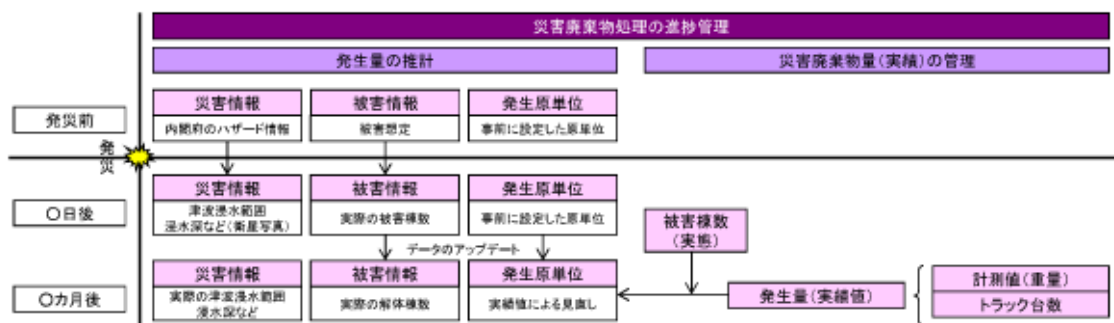 災害廃棄物処理の進捗管理
発生量の推計
災害廃棄物量(実績)の管理
発災前
災害情報
内閣府のハザード情報
被害情報
被害想定
発生原単位
事前に設定した原単位
発災
〇日後
災害情報
津波浸水範囲
浸水深など(衛星写真)
被害情報
実際の被害棟数
発生原単位
事前に設定した原単位
被害棟数
(実態)
データのアップデート
〇カ月後
災害情報
実際の津波浸水範囲
浸水深など
被害情報
実際の解体棟数
発生原単位
実績値による見直し
発生量(実績値)
計測値(重量)
トラック台数